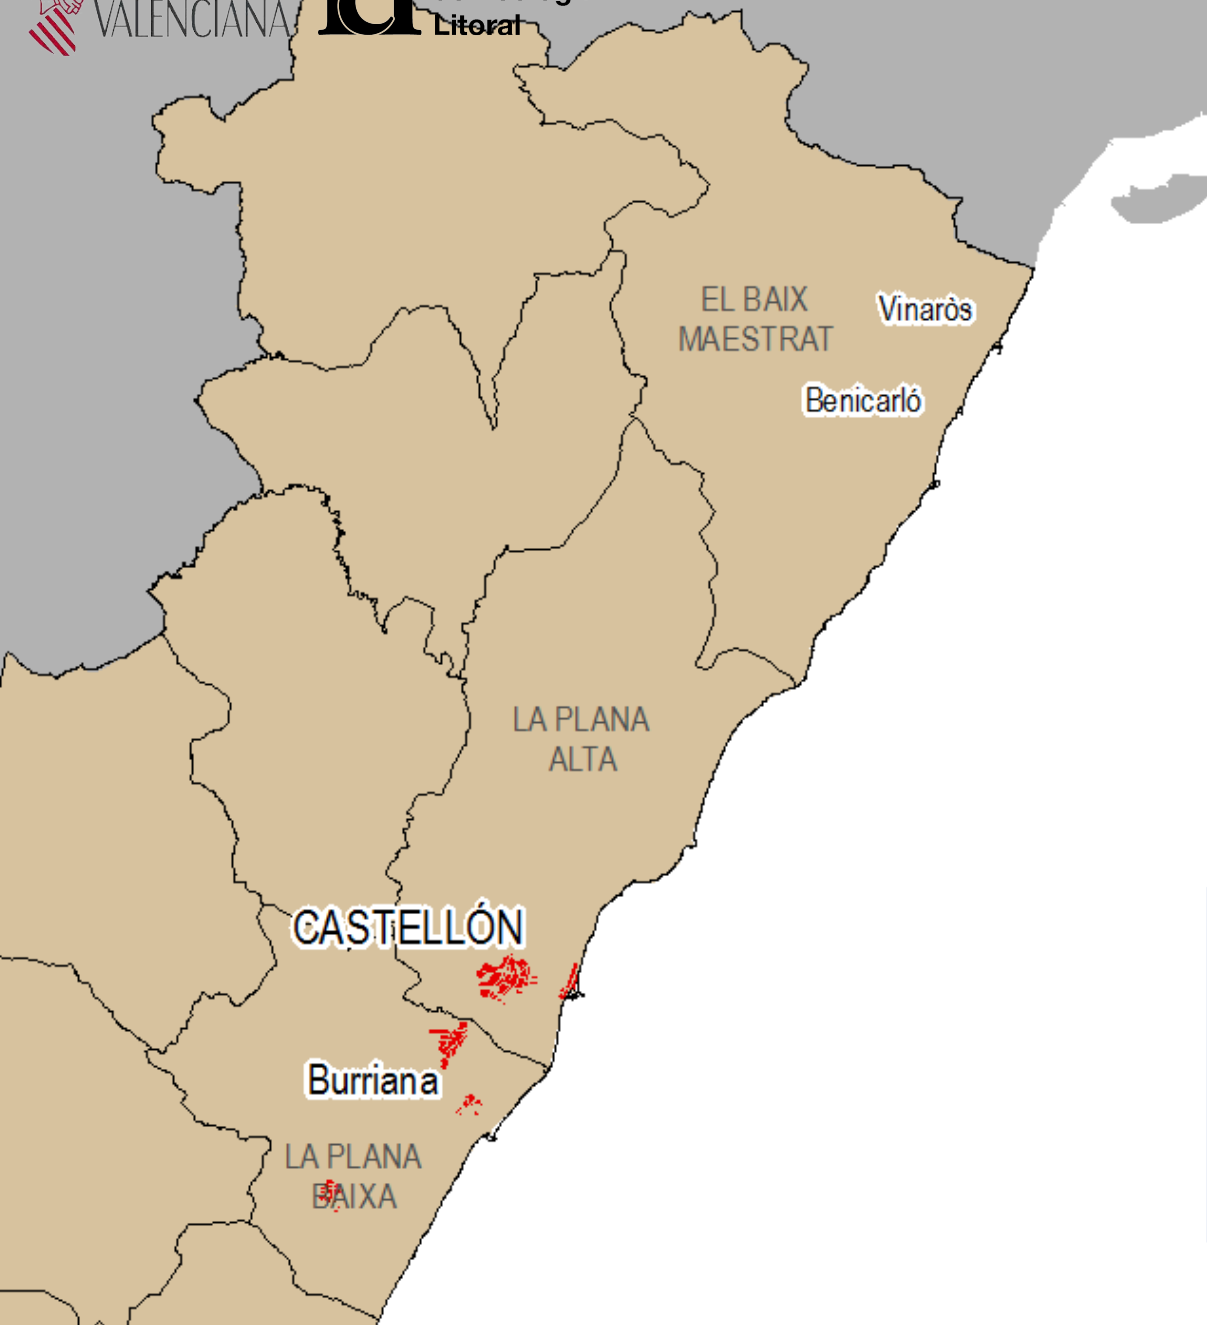 VALENCIANA
Litoral
EL BAIX
MAESTRAT
Vinaròs
Benicarló
LA PLANA
ALTA
CASTELLÓN
Burriana
LA PLANA
BAIXA